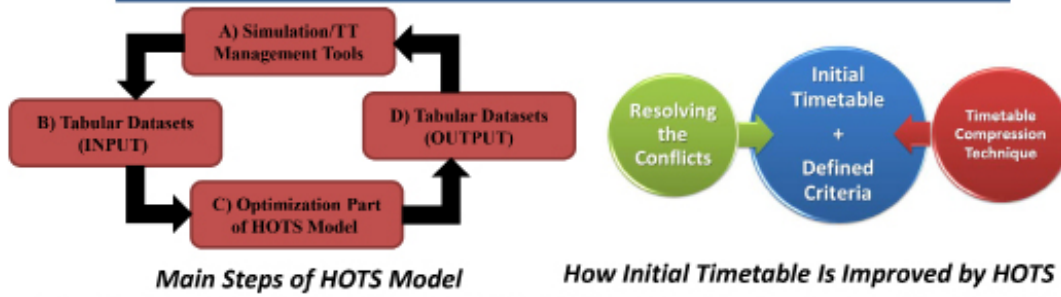 A) Simulation/TT
Management Tools
B) Tabular Datasets
(INPUT)
D) Tabular Datasets
(OUTPUT)
C) Optimization Part
of HOTS Model
Main Steps of HOTS Model
Resolving
the
Conflicts
Initial
Timetable
+
Defined
Criteria
Timetable
Compression
Technique
How Initial Timetable Is Improved by HOTS